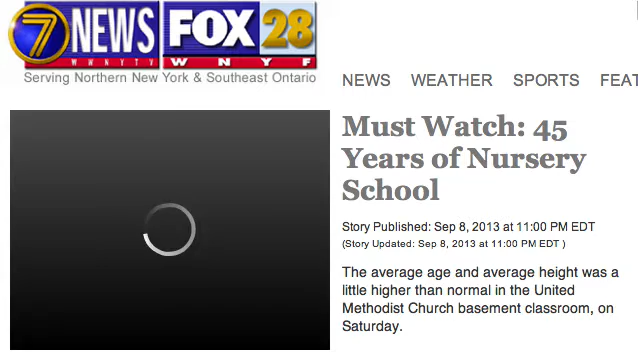 7 NEWS FOX 28
WWNYTV WNYF
Serving Northern New York & Southeast Ontario
NEWS WEATHER SPORTS FEAT
Must Watch: 45
Years of Nursery
School
Story Published: Sep 8, 2013 at 11:00 PM EDT
(Story Updated: Sep 8, 2013 at 11:00 PM EDT )
The average age and average height was a
little higher than normal in the United
Methodist Church basement classroom, on
Saturday.